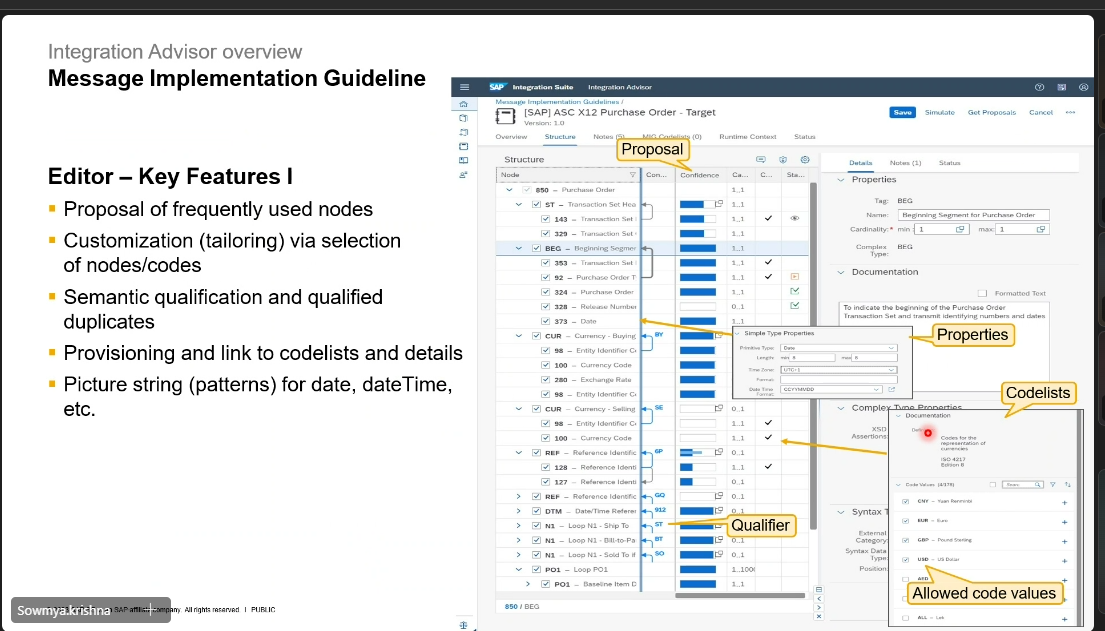 Integration Advisor overview
Message Implementation Guideline
Editor – Key Features I
Proposal of frequently used nodes
Customization (tailoring) via selection
of nodes/codes
Semantic qualification and qualified
duplicates
Provisioning and link to codelists and details
Picture string (patterns) for date, dateTime,
etc.
SAP Integration Suite Integration Advisor
Message Implementation Guidelines /
[SAP] ASC X12 Purchase Order - Target
Version: 1.0
Save Simulate Get Proposals Cancel
Overview Structure Notes (5) MIG Codelists (0) Runtime Context Status
Proposal
Structure
Node Con... Confidence Ca... C... Sta...
850 – Purchase Order 1..1
ST – Transaction Set Hea 1..1
143 – Transaction Set 1..1
329 – Transaction Set 1..1
BEG – Beginning Segmen 1..1
353 – Transaction Set 1..1
92 – Purchase Order T 1..1
324 – Purchase Order 1..1
328 – Release Number 0..1
373 – Date 1..1
CUR – Currency - Buying BY
98 – Entity Identifier C
100 – Currency Code
280 – Exchange Rate
98 – Entity Identifier C
CUR – Currency - Selling SE 0..1
98 – Entity Identifier C 1..1
100 – Currency Code 1..1
REF – Reference Identific GP 0..1
128 – Reference Identi 1..1
127 – Reference Identi 0..1
REF – Reference Identific GQ 0..1
DTM – Date/Time Referer 912 0..1
N1 – Loop N1 - Ship To ST
N1 – Loop N1 - Bill-to-Pa BT 0..1
N1 – Loop N1 - Sold To If SO 0..1
PO1 – Loop PO1 1..100
PO1 – Baseline Item D 1..1
Qualifier
850 / BEG
Details Notes (1) Status
Properties
Tag: BEG
Name: Beginning Segment for Purchase Order
Cardinality:* min: 1 max: 1
Complex
Type: BEG
Documentation
Formatted Text
To indicate the beginning of the Purchase Order
Transaction Set and transmit identifying numbers and dates
Simple Type Properties
Primitive Type: Date
Length: min: 8 max: 8
Time Zone: UTC+1
Format:
Date Time
Format: CCYYMMDD
Properties
Codelists
Complex Type Properties
XSD
Assertions:
Syntax T
External
Category:
Syntax Data
Type:
Position:
Documentation
Codes for the
representation of
currencies
ISO 4217
Edition 8
Code Values (4/178)
CNY – Yuan Renminbi
EUR – Euro
GBP – Pound Sterling
USD – US Dollar
AED
Allowed code values
ALL – Lek
Sowmya.krishna
SAP affiliate company. All rights reserved | PUBLIC